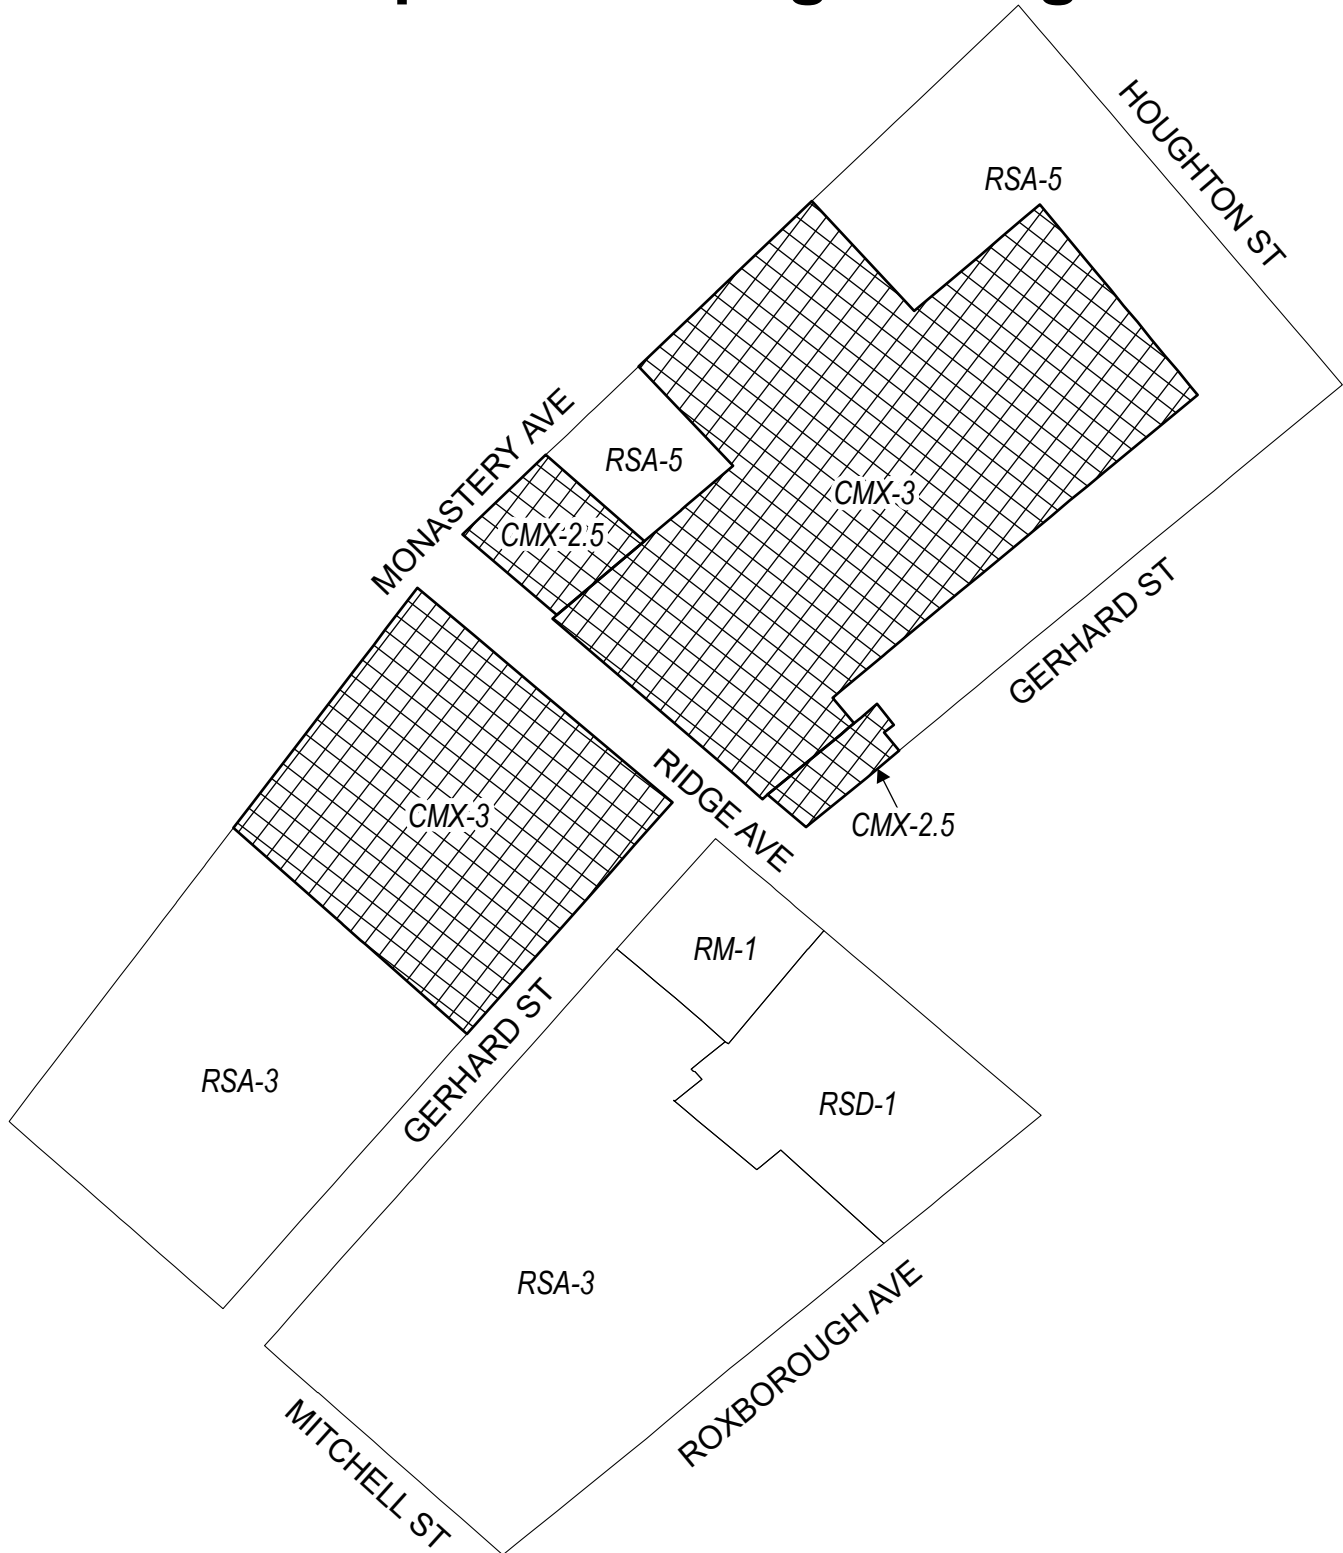 HOUGHTON ST
RSA-5
MONASTERY AVE
RSA-5
CMX-3
CMX-2.5
GERHARD ST
RIDGE AVE
CMX-3
CMX-2.5
RM-1
GERHARD ST
RSA-3
RSD-1
RSA-3
ROXBOROUGH AVE
MITCHELL ST